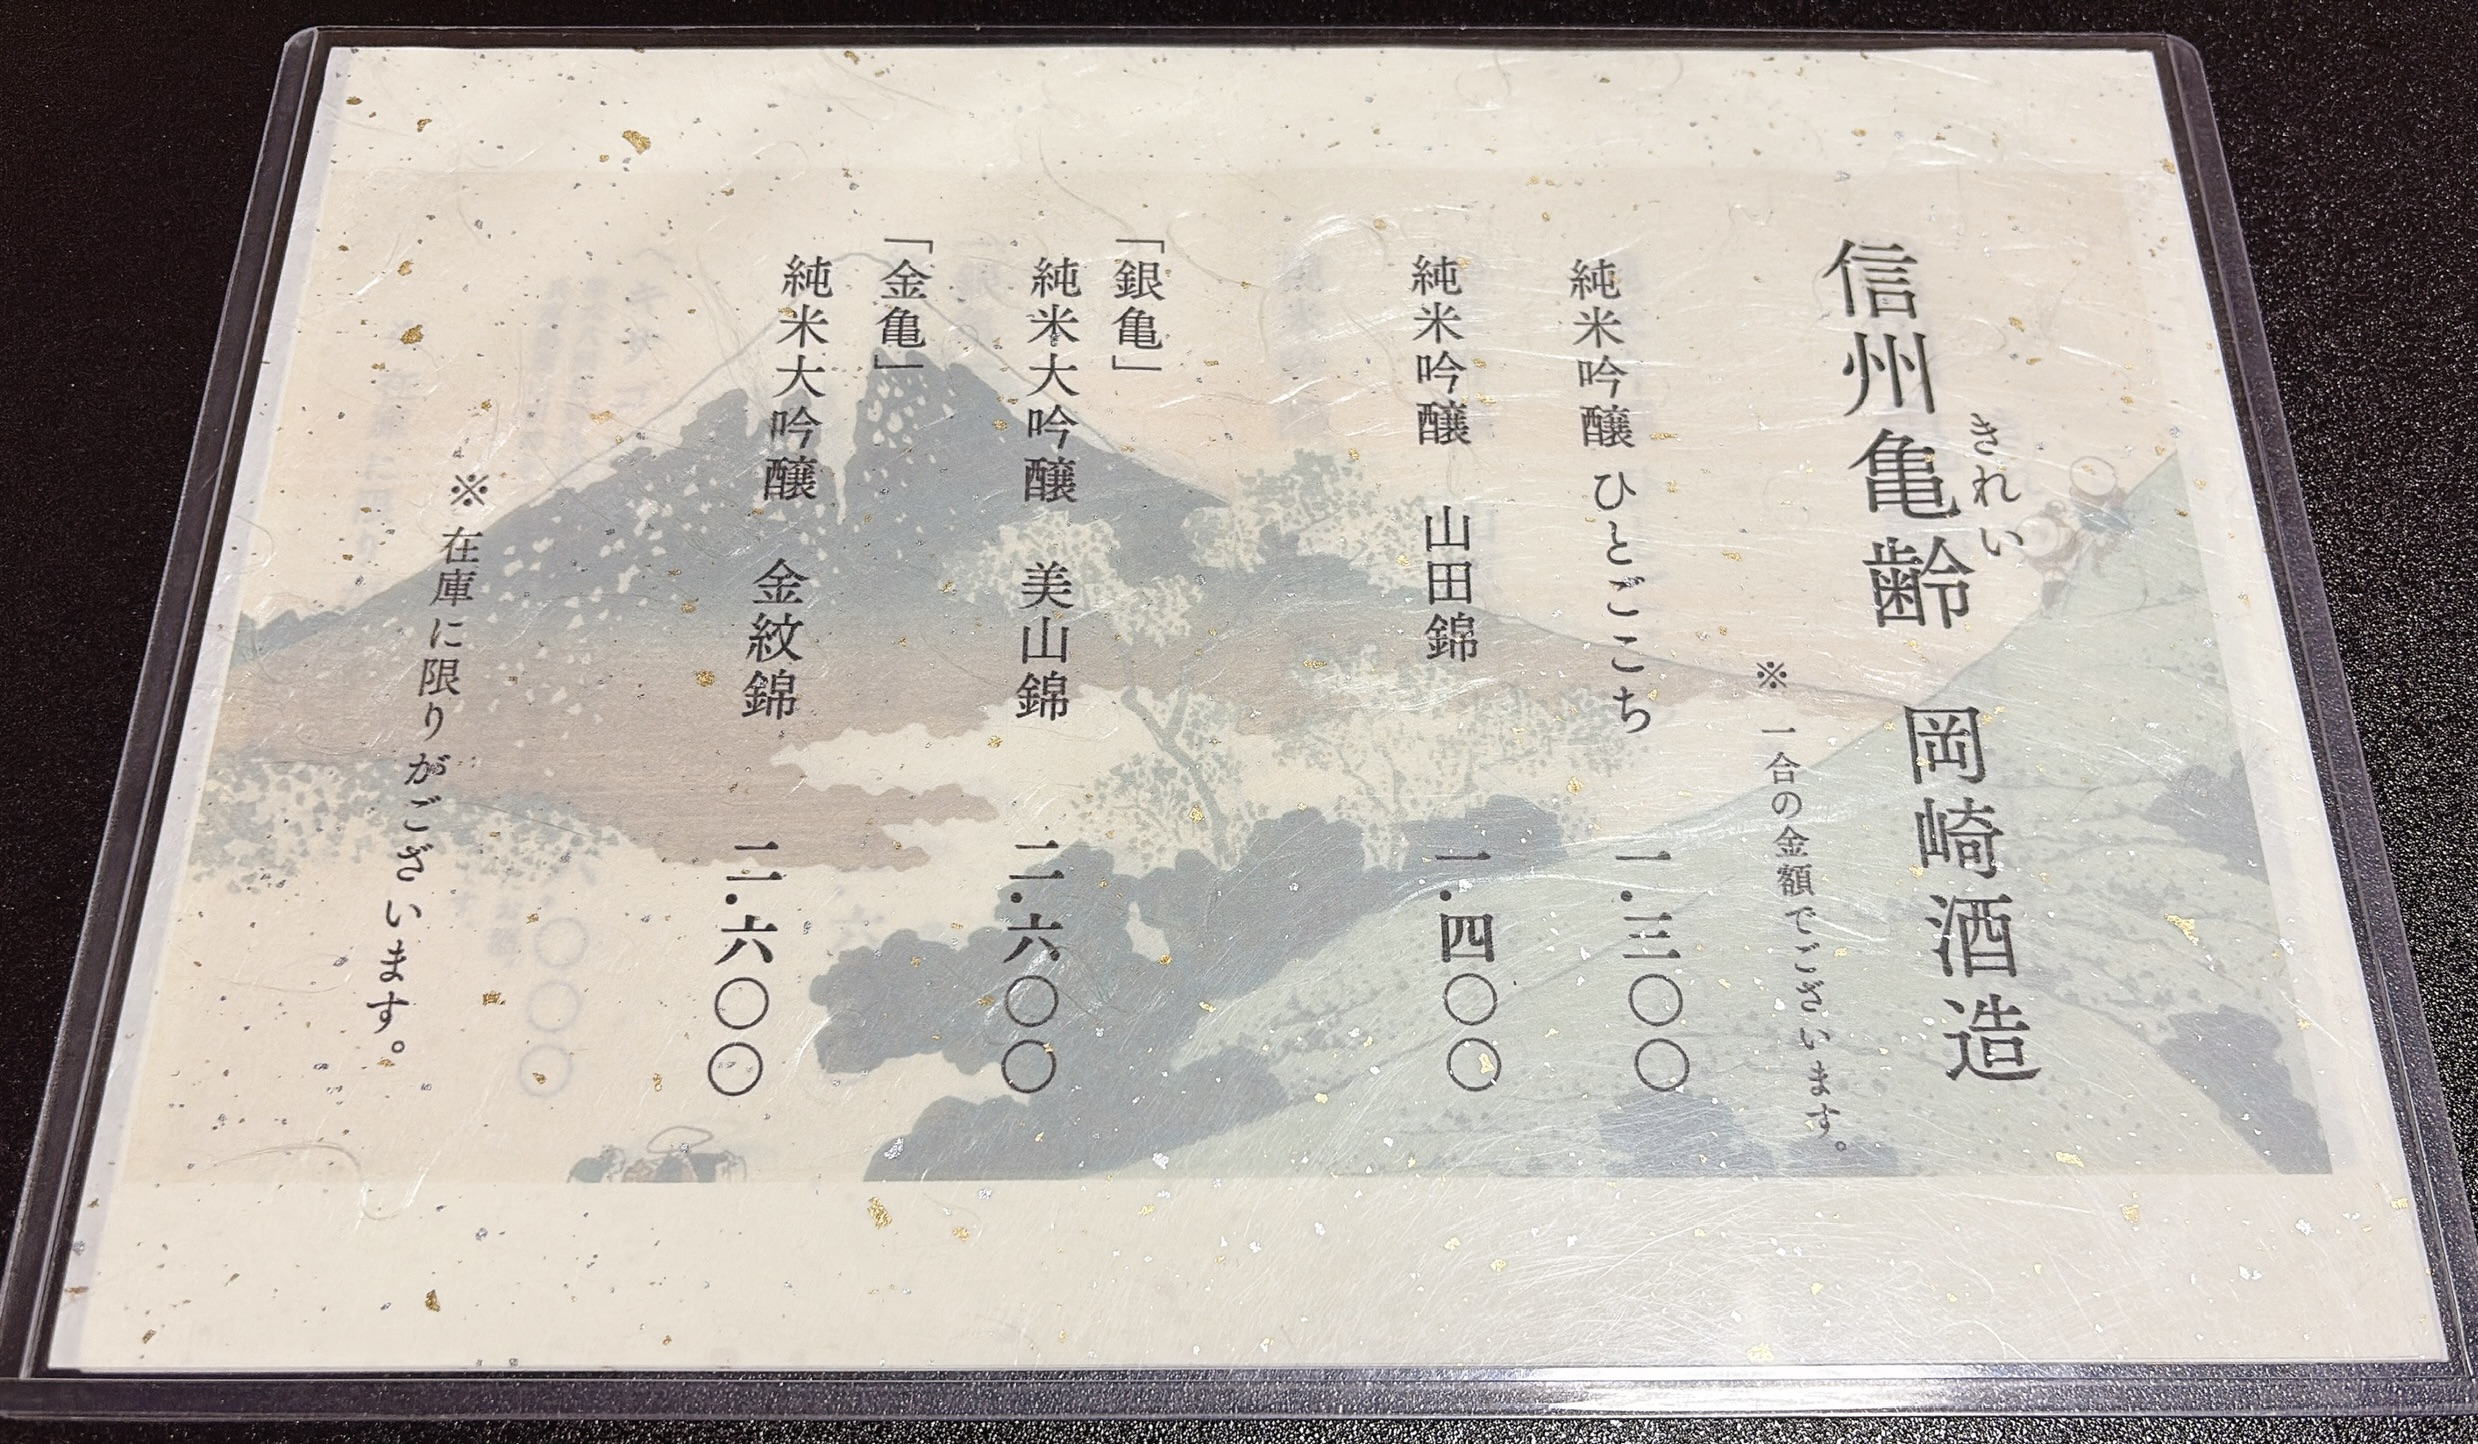 信州亀齢 岡崎酒造
きれい
※ 一合の金額でございます。
純米吟醸 ひとごこち 一.三〇〇
純米吟醸 山田錦 一.四〇〇
「銀亀」
純米大吟醸 美山錦 二.六〇〇
「金亀」
純米大吟醸 金紋錦 二.六〇〇
※在庫に限りがございます。